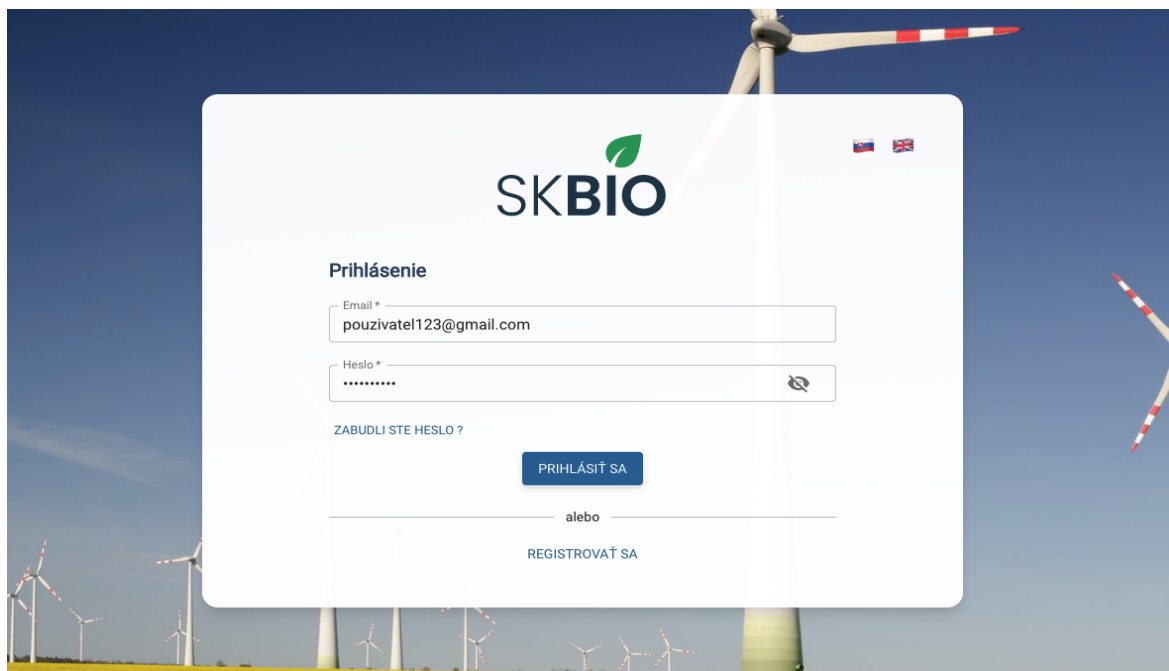 SKBIO
Prihlásenie
Email *
pouzivatel123@gmail.com
Heslo *
••••••••••
ZABUDLI STE HESLO ?
PRIHLÁSIŤ SA
alebo
REGISTROVAŤ SA